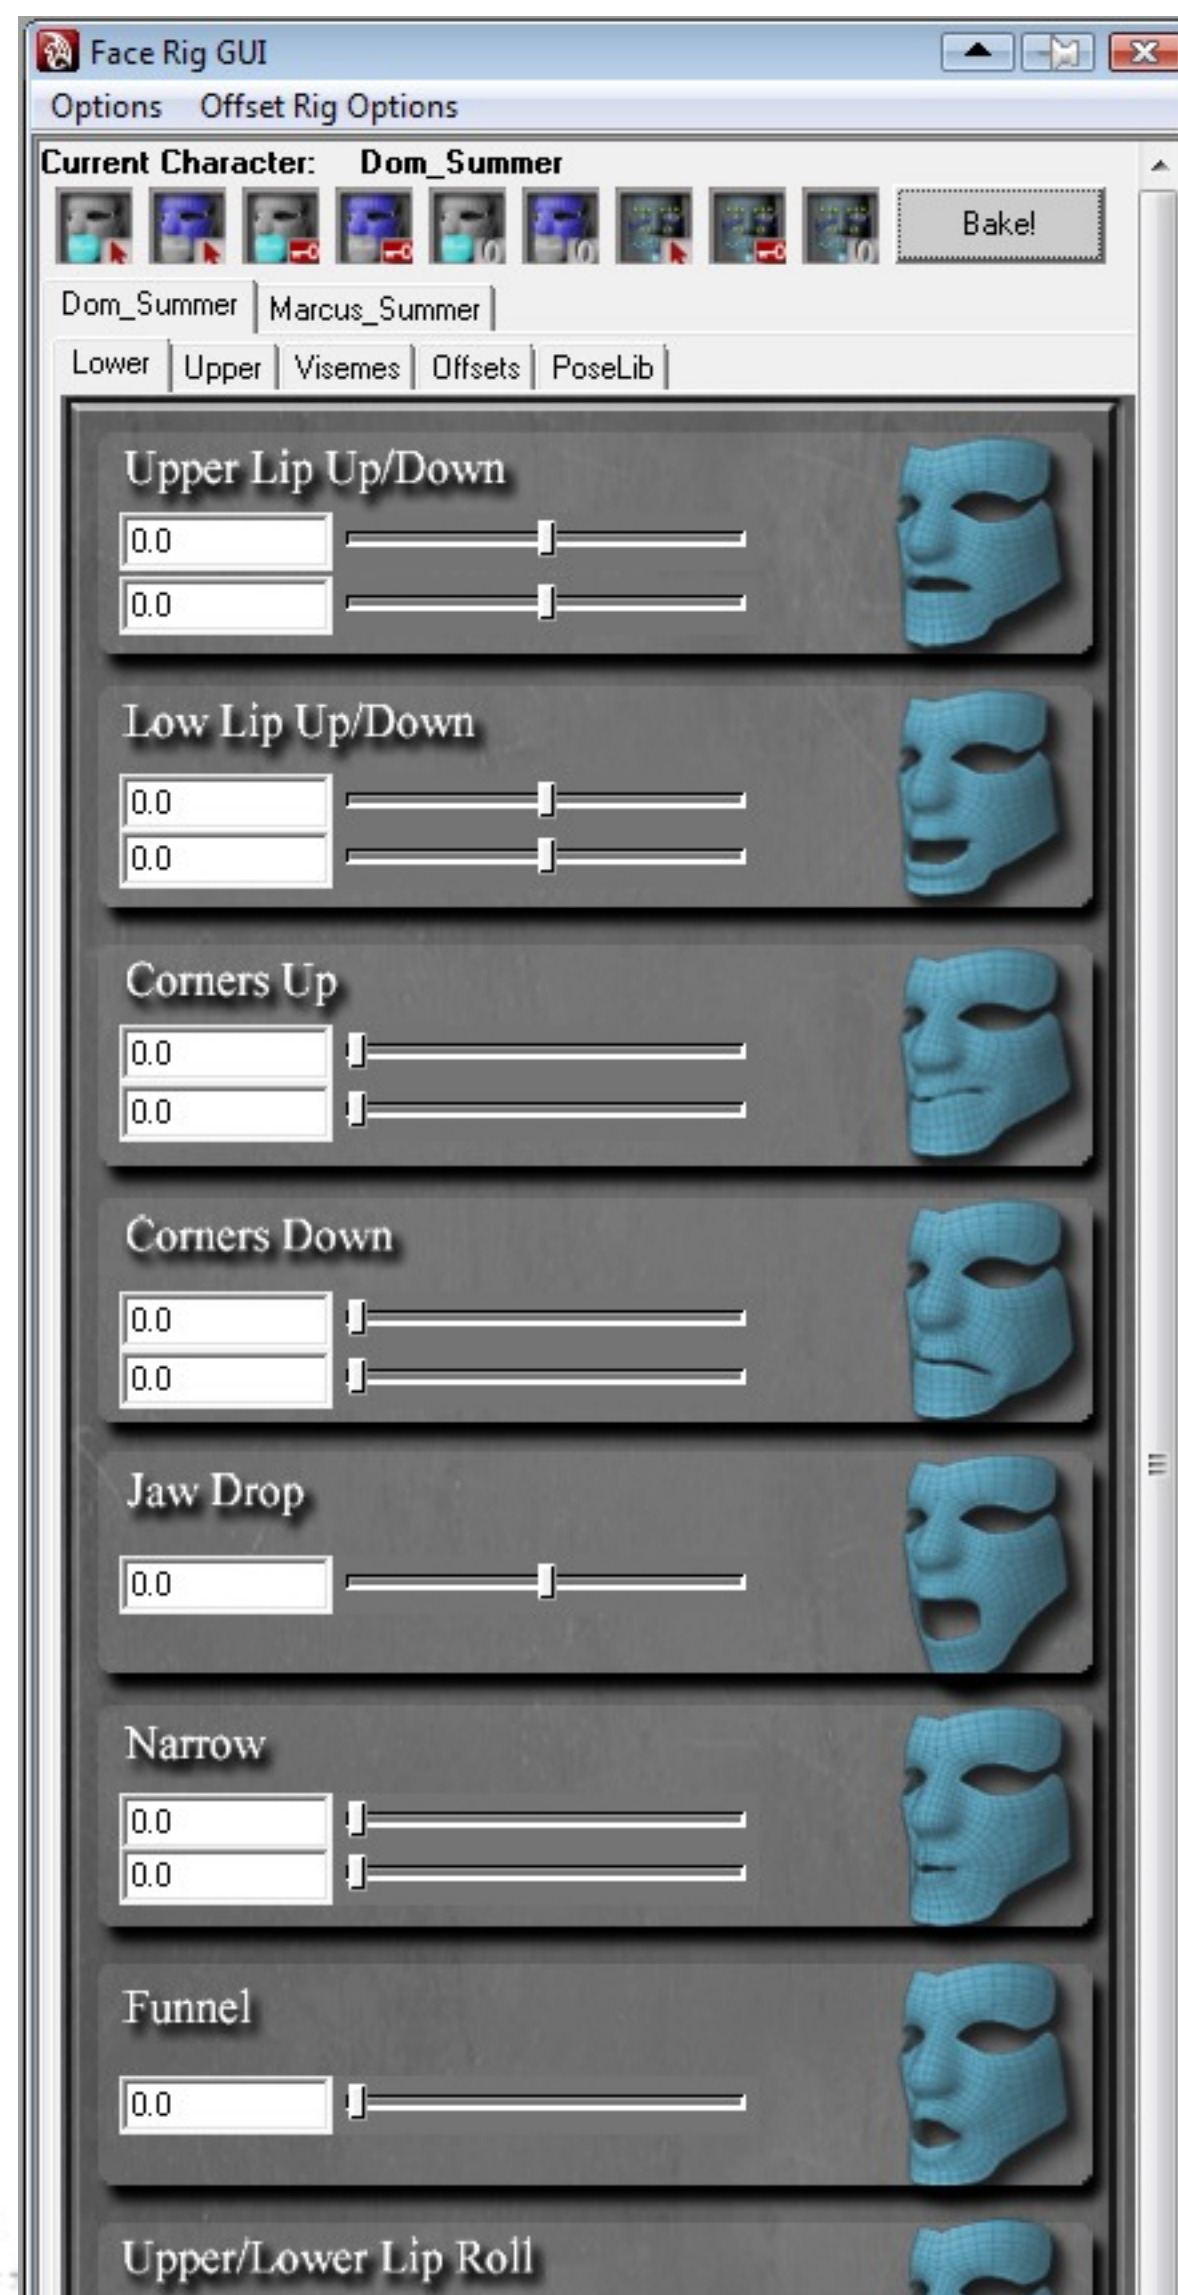 Face Rig GUI
Options Offset Rig Options
Current Character: Dom_Summer
Bake!
Dom_Summer Marcus_Summer
Lower Upper Visemes Offsets PoseLib
Upper Lip Up/Down
0.0
0.0
Low Lip Up/Down
0.0
0.0
Corners Up
0.0
0.0
Corners Down
0.0
0.0
Jaw Drop
0.0
Narrow
0.0
0.0
Funnel
0.0
Upper/Lower Lip Roll